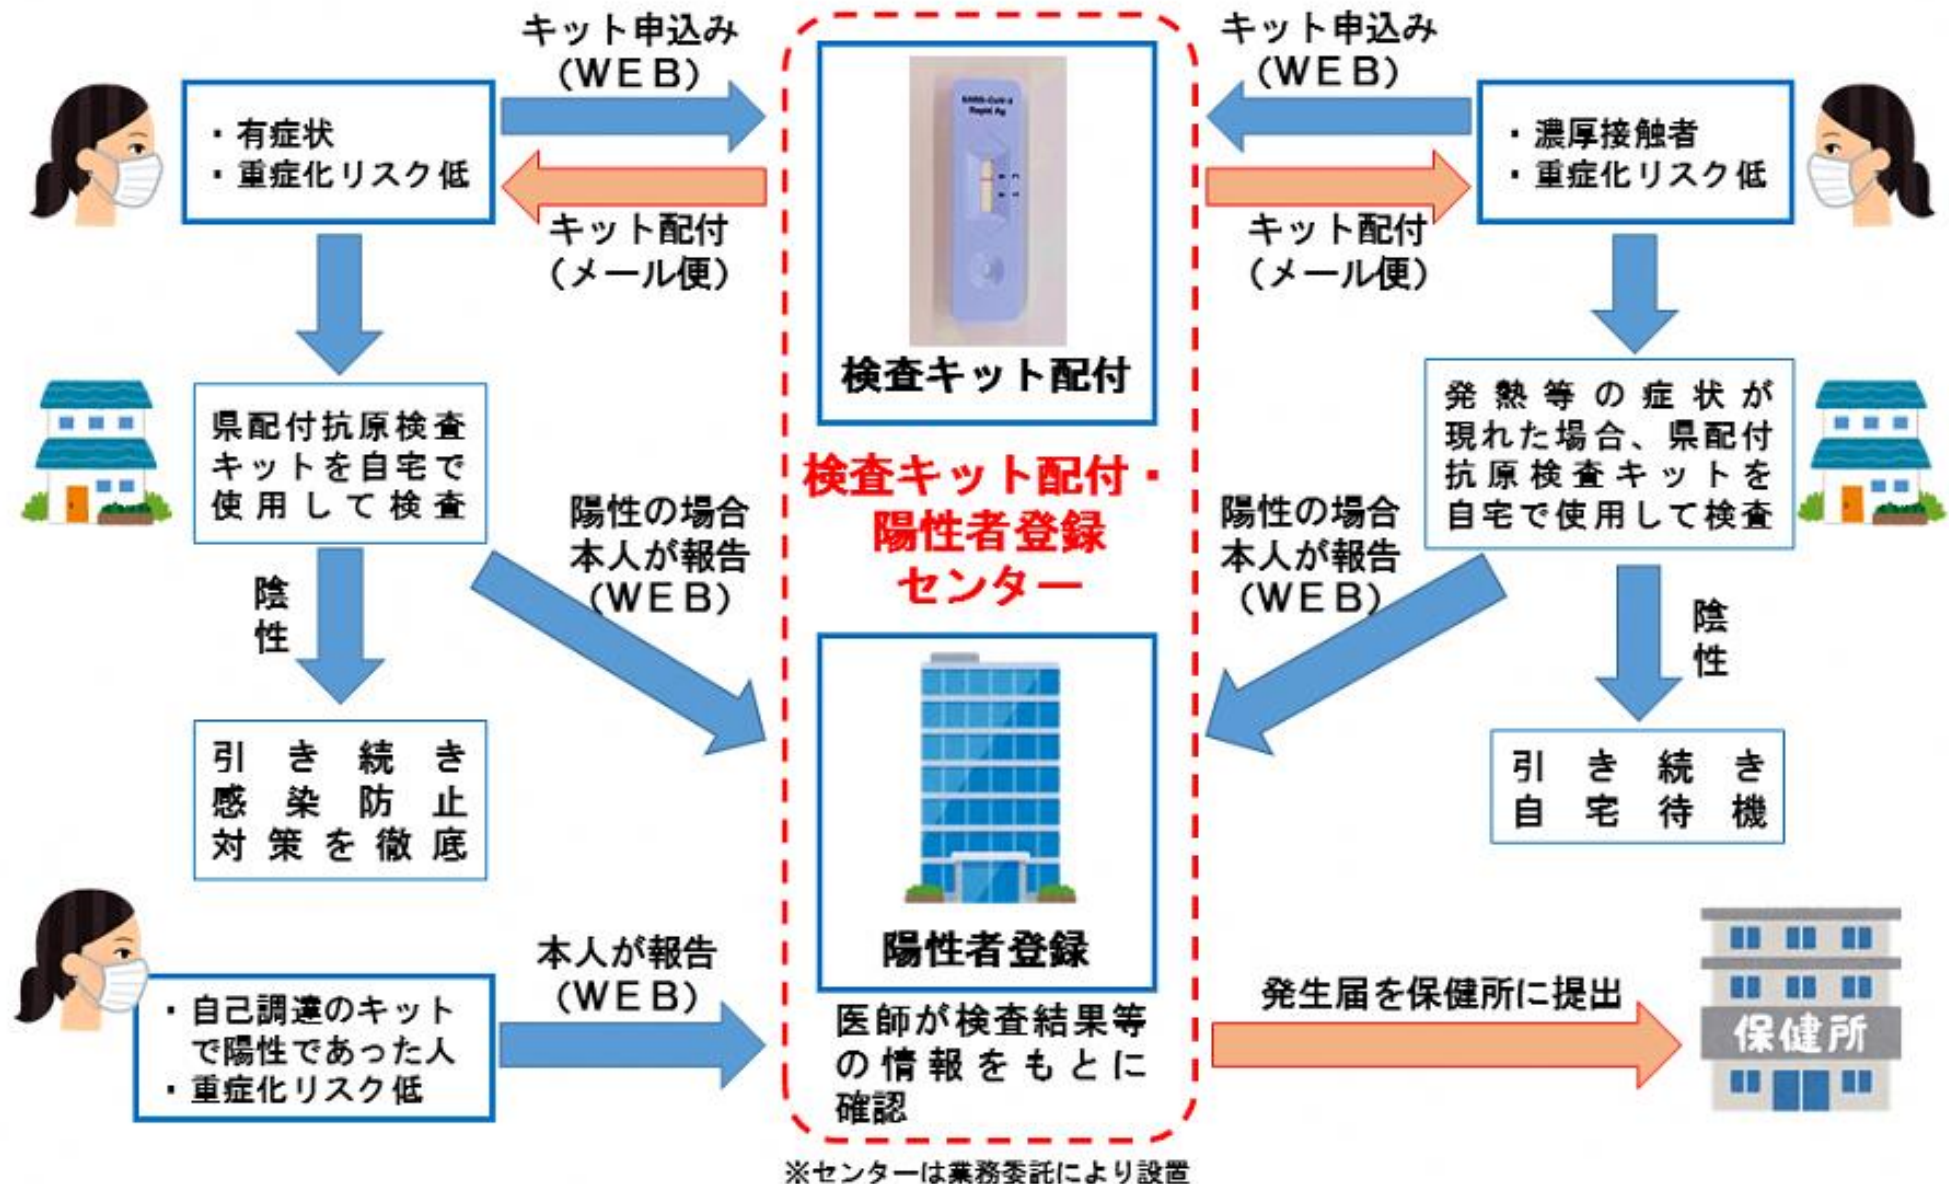 キット申込み
（ＷＥＢ）
・有症状
・重症化リスク低
キット配付
（メール便）
SARS-CoV-2
Rapid Ag
検査キット配付
キット申込み
（ＷＥＢ）
・濃厚接触者
・重症化リスク低
キット配付
（メール便）
県配付抗原検査
キットを自宅で
使用して検査
陽性の場合
本人が報告
（ＷＥＢ）
検査キット配付・
陽性者登録
センター
陽性の場合
本人が報告
（ＷＥＢ）
発熱等の症状が
現れた場合、県配付
抗原検査キットを
自宅で使用して検査
陰
性
陰
性
引き続き
感染防止
対策を徹底
引き続き
自宅待機
陽性者登録
医師が検査結果等
の情報をもとに
確認
・自己調達のキット
で陽性であった人
・重症化リスク低
本人が報告
（ＷＥＢ）
発生届を保健所に提出
保健所
※センターは業務委託により設置